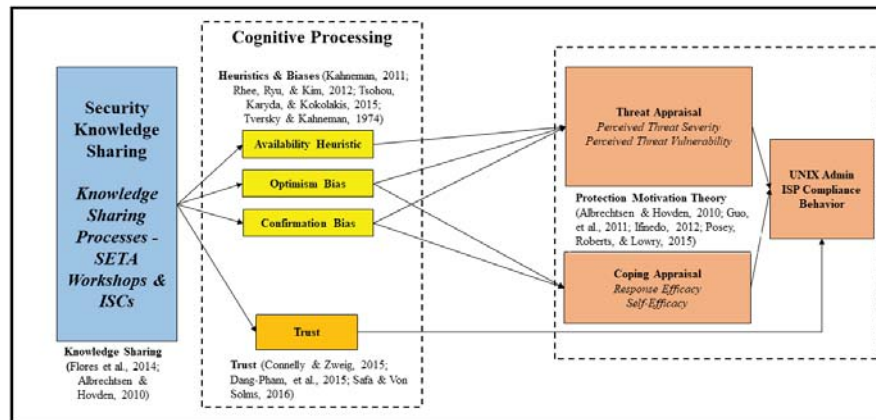 Security
Knowledge
Sharing
Knowledge
Sharing
Processes -
SETA
Workshops &
ISCs
Knowledge Sharing
(Flores et al., 2014;
Albrechtsen &
Hovden, 2010)
Cognitive Processing
Heuristics & Biases (Kahneman, 2011;
Rhee, Ryu, & Kim, 2012; Tsohou,
Karyda, & Kokolakis, 2015;
Tversky & Kahneman, 1974)
Availability Heuristic
Optimism Bias
Confirmation Bias
Trust
Trust (Connelly & Zweig, 2015;
Dang-Pham, et al., 2015; Safa & Von
Solms, 2016)
Threat Appraisal
Perceived Threat Severity
Perceived Threat Vulnerability
Protection Motivation Theory
(Albrechtsen & Hovden, 2010; Guo,
et al., 2011; Ifinedo, 2012; Posey,
Roberts, & Lowry, 2015)
Coping Appraisal
Response Efficacy
Self-Efficacy
UNIX Admin
ISP Compliance
Behavior